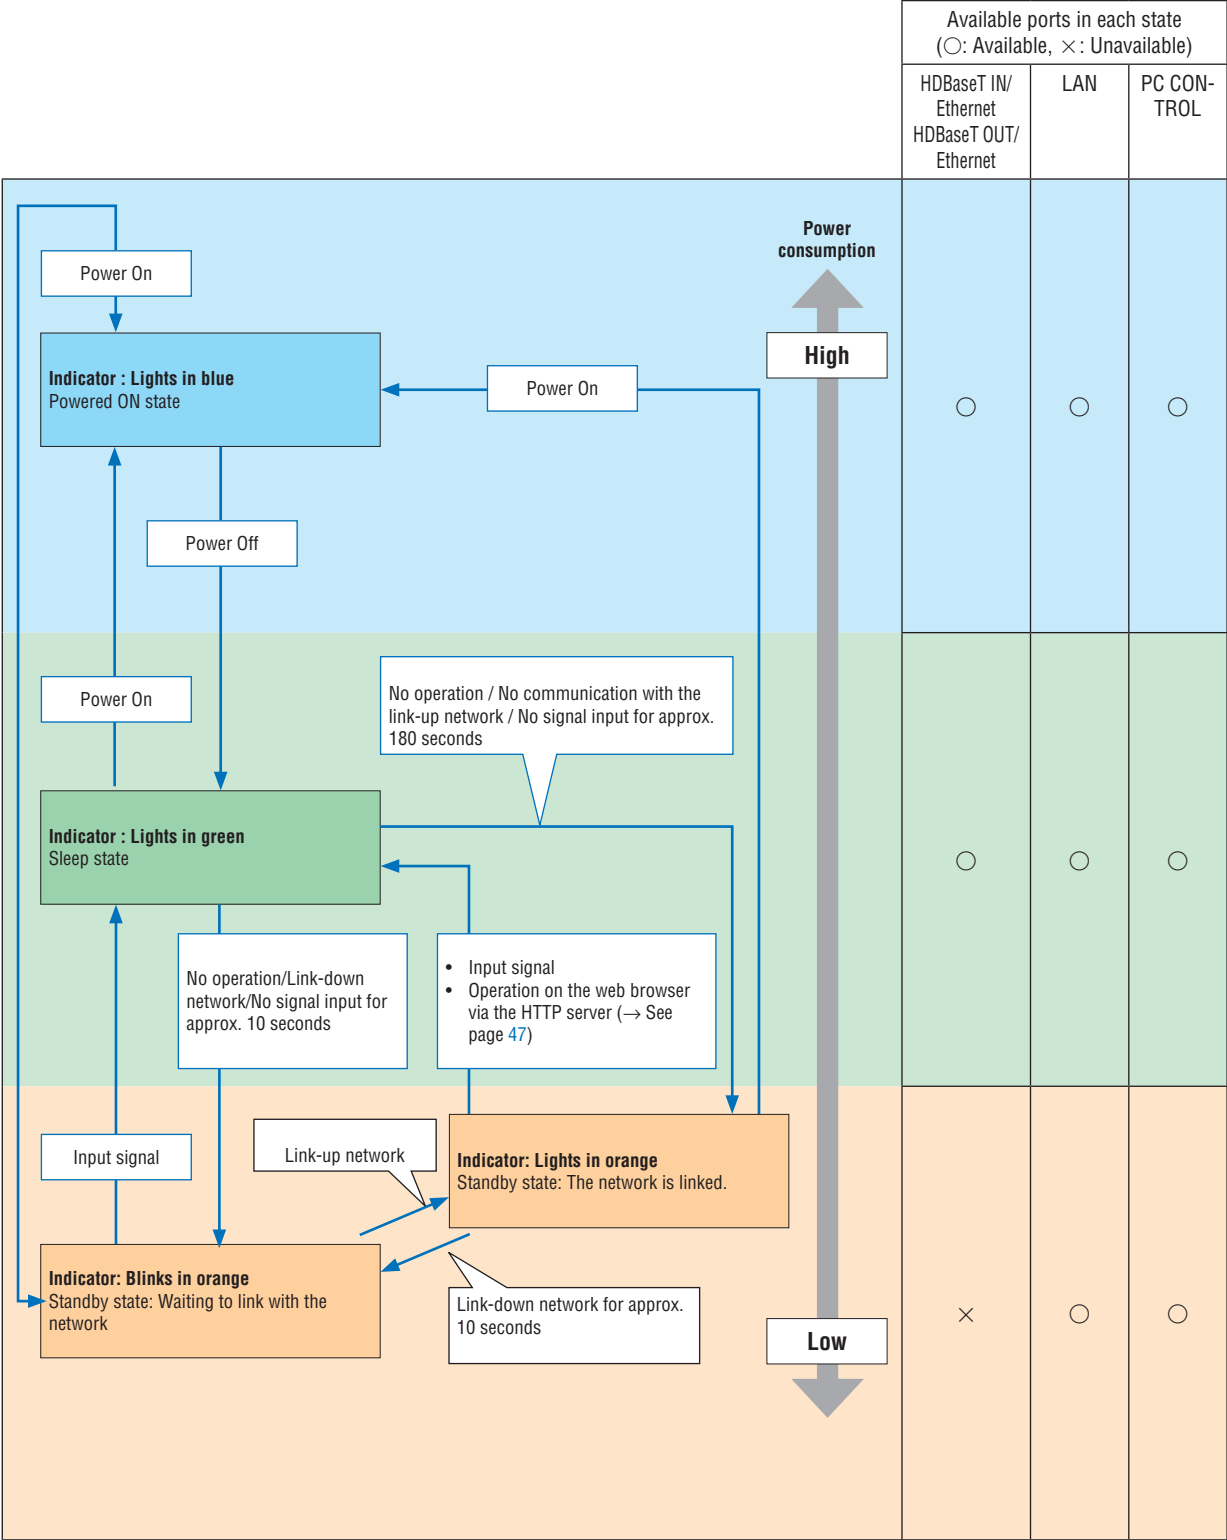 Available ports in each state
(○: Available, ×: Unavailable)
HDBaseT IN/
Ethernet
HDBaseT OUT/
Ethernet
LAN
PC CON-
TROL
Power
consumption
Power On
High
Indicator : Lights in blue
Powered ON state
Power On
○ ○ ○
Power Off
No operation / No communication with the
link-up network / No signal input for approx.
180 seconds
Power On
Indicator : Lights in green
Sleep state
○ ○ ○
No operation/Link-down
network/No signal input for
approx. 10 seconds
• Input signal
• Operation on the web browser
via the HTTP server (→ See
page 47)
Input signal
Link-up network
Indicator: Lights in orange
Standby state: The network is linked.
Indicator: Blinks in orange
Standby state: Waiting to link with the
network
Link-down network for approx.
10 seconds
Low
× ○ ○